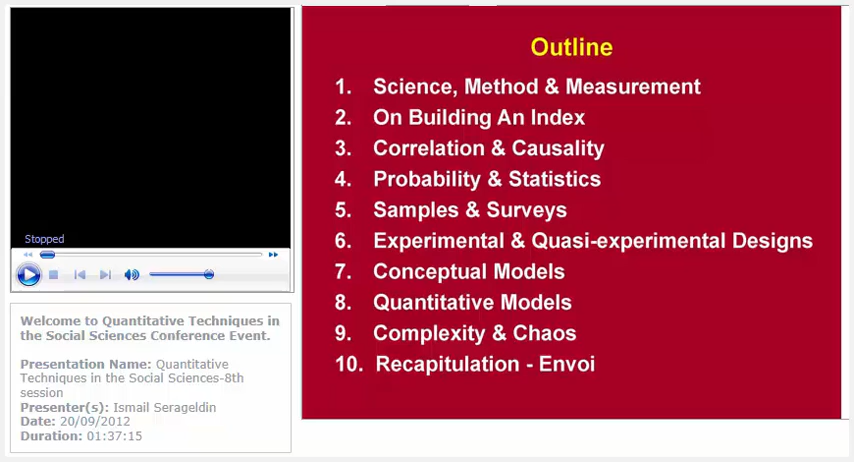 Stopped
Welcome to Quantitative Techniques in
the Social Sciences Conference Event.
Presentation Name: Quantitative
Techniques in the Social Sciences-8th
session
Presenter(s): Ismail Serageldin
Date: 20/09/2012
Duration: 01:37:15
Outline
1. Science, Method & Measurement
2. On Building An Index
3. Correlation & Causality
4. Probability & Statistics
5. Samples & Surveys
6. Experimental & Quasi-experimental Designs
7. Conceptual Models
8. Quantitative Models
9. Complexity & Chaos
10. Recapitulation - Envoi